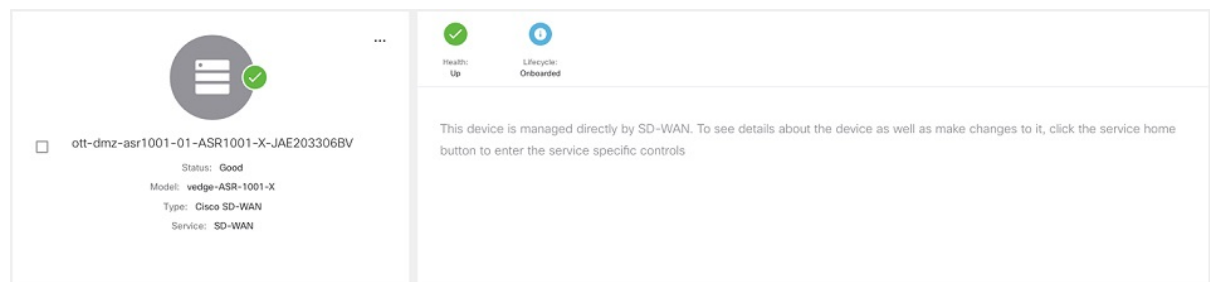 ...
ott-dmz-asr1001-01-ASR1001-X-JAE203306BV
Status: Good
Model: vedge-ASR-1001-X
Type: Cisco SD-WAN
Service: SD-WAN
Health:
Up
Lifecycle:
Onboarded
This device is managed directly by SD-WAN. To see details about the device as well as make changes to it, click the service home
button to enter the service specific controls